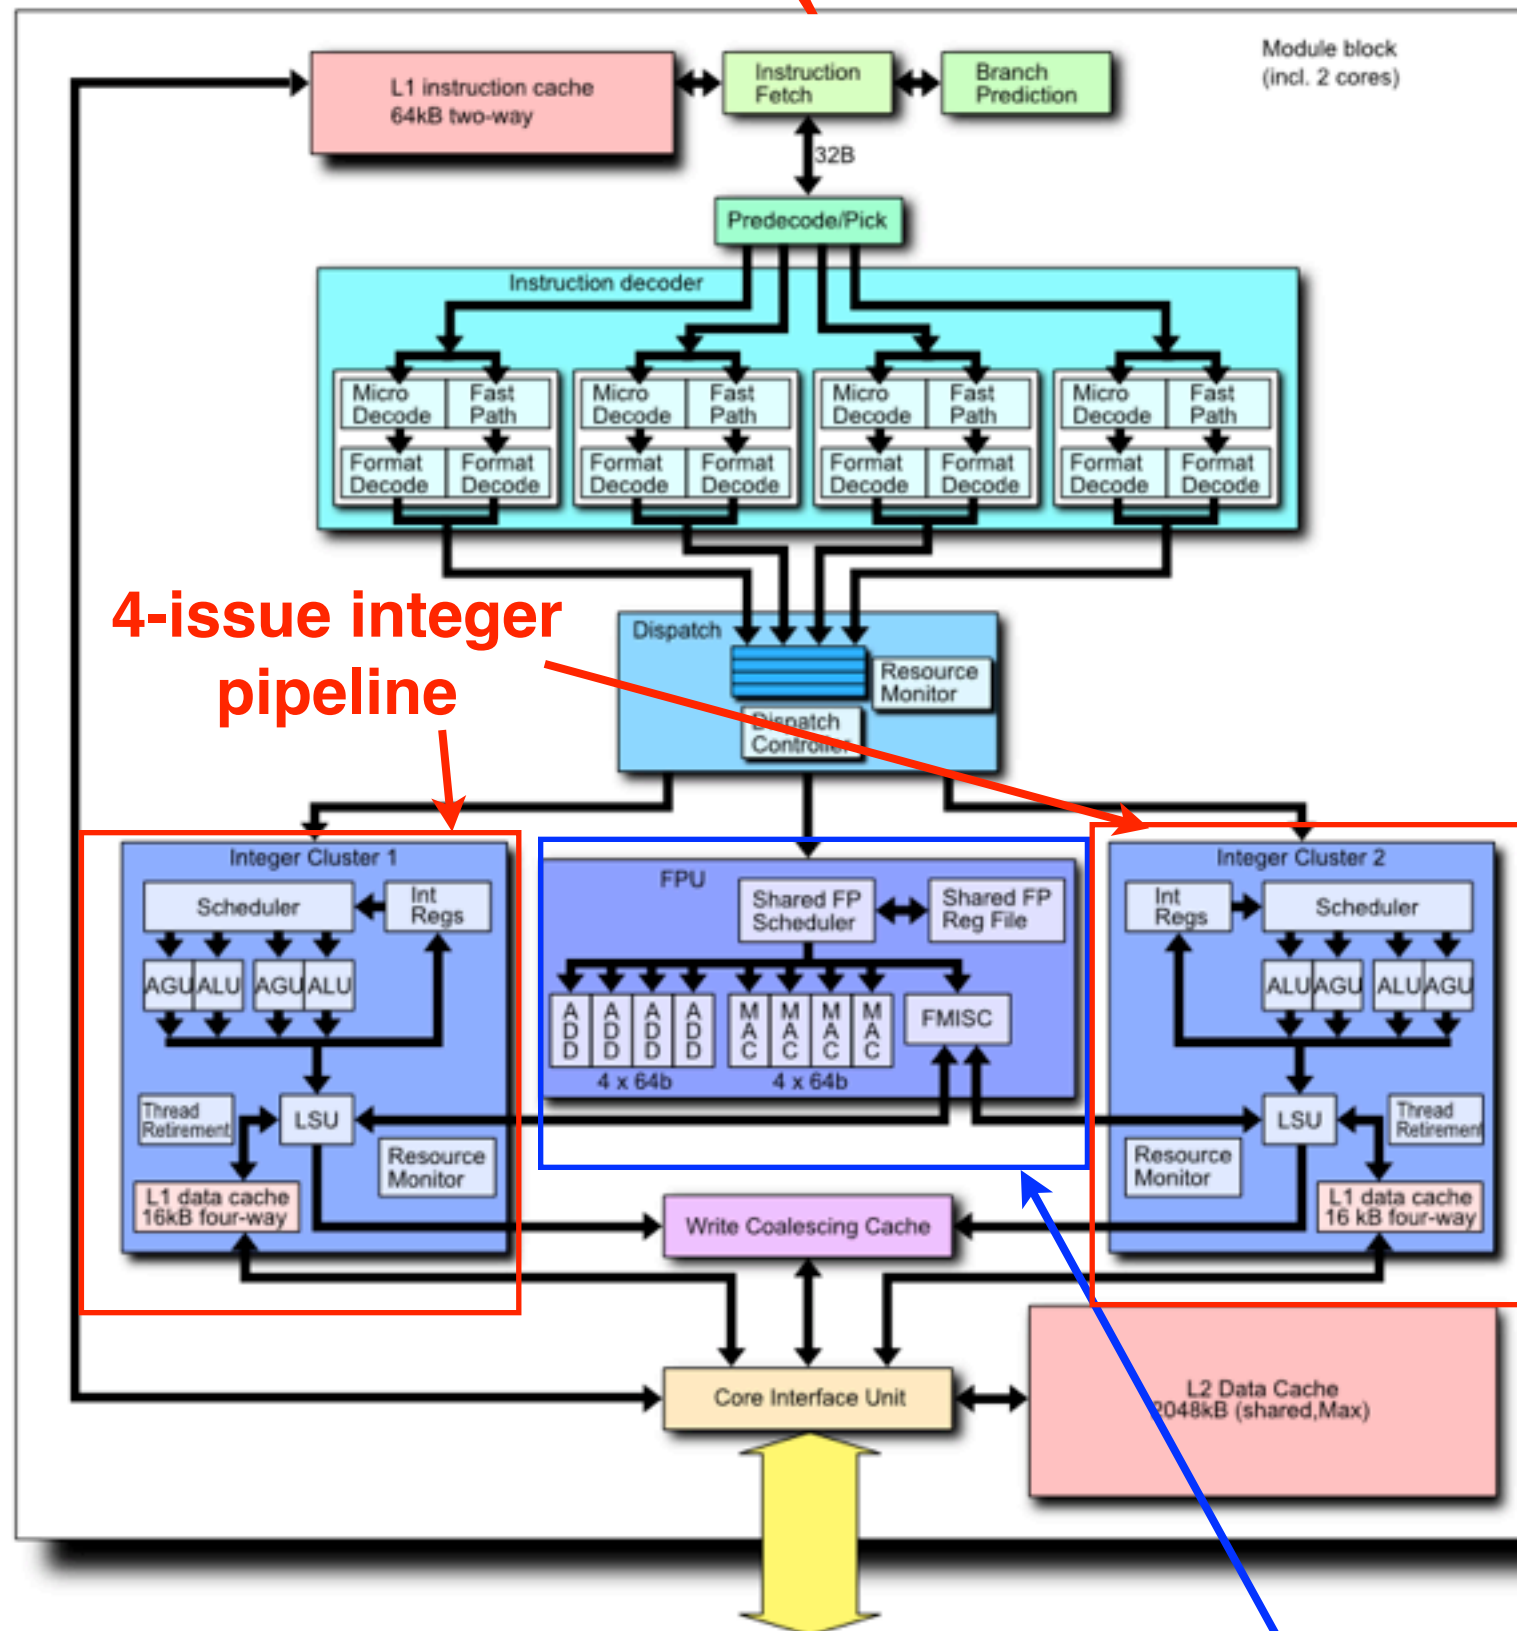 Module block
(incl. 2 cores)
L1 instruction cache
64kB two-way
Instruction
Fetch
Branch
Prediction
32B
Predecode/Pick
Instruction decoder
Micro
Decode
Fast
Path
Format
Decode
Format
Decode
Micro
Decode
Fast
Path
Format
Decode
Format
Decode
Micro
Decode
Fast
Path
Format
Decode
Format
Decode
Micro
Decode
Fast
Path
Format
Decode
Format
Decode
4-issue integer
pipeline
Dispatch
Resource
Monitor
Dispatch
Controller
Integer Cluster 1
Scheduler
Int
Regs
AGU
ALU
AGU
ALU
Thread
Retirement
LSU
Resource
Monitor
L1 data cache
16kB four-way
FPU
Shared FP
Scheduler
Shared FP
Reg File
ADD
ADD
ADD
ADD
4 x 64b
MAC
MAC
MAC
MAC
4 x 64b
FMISC
Integer Cluster 2
Int
Regs
Scheduler
ALU
AGU
ALU
AGU
LSU
Thread
Retirement
Resource
Monitor
L1 data cache
16 kB four-way
Write Coalescing Cache
Core Interface Unit
L2 Data Cache
2048kB (shared,Max)